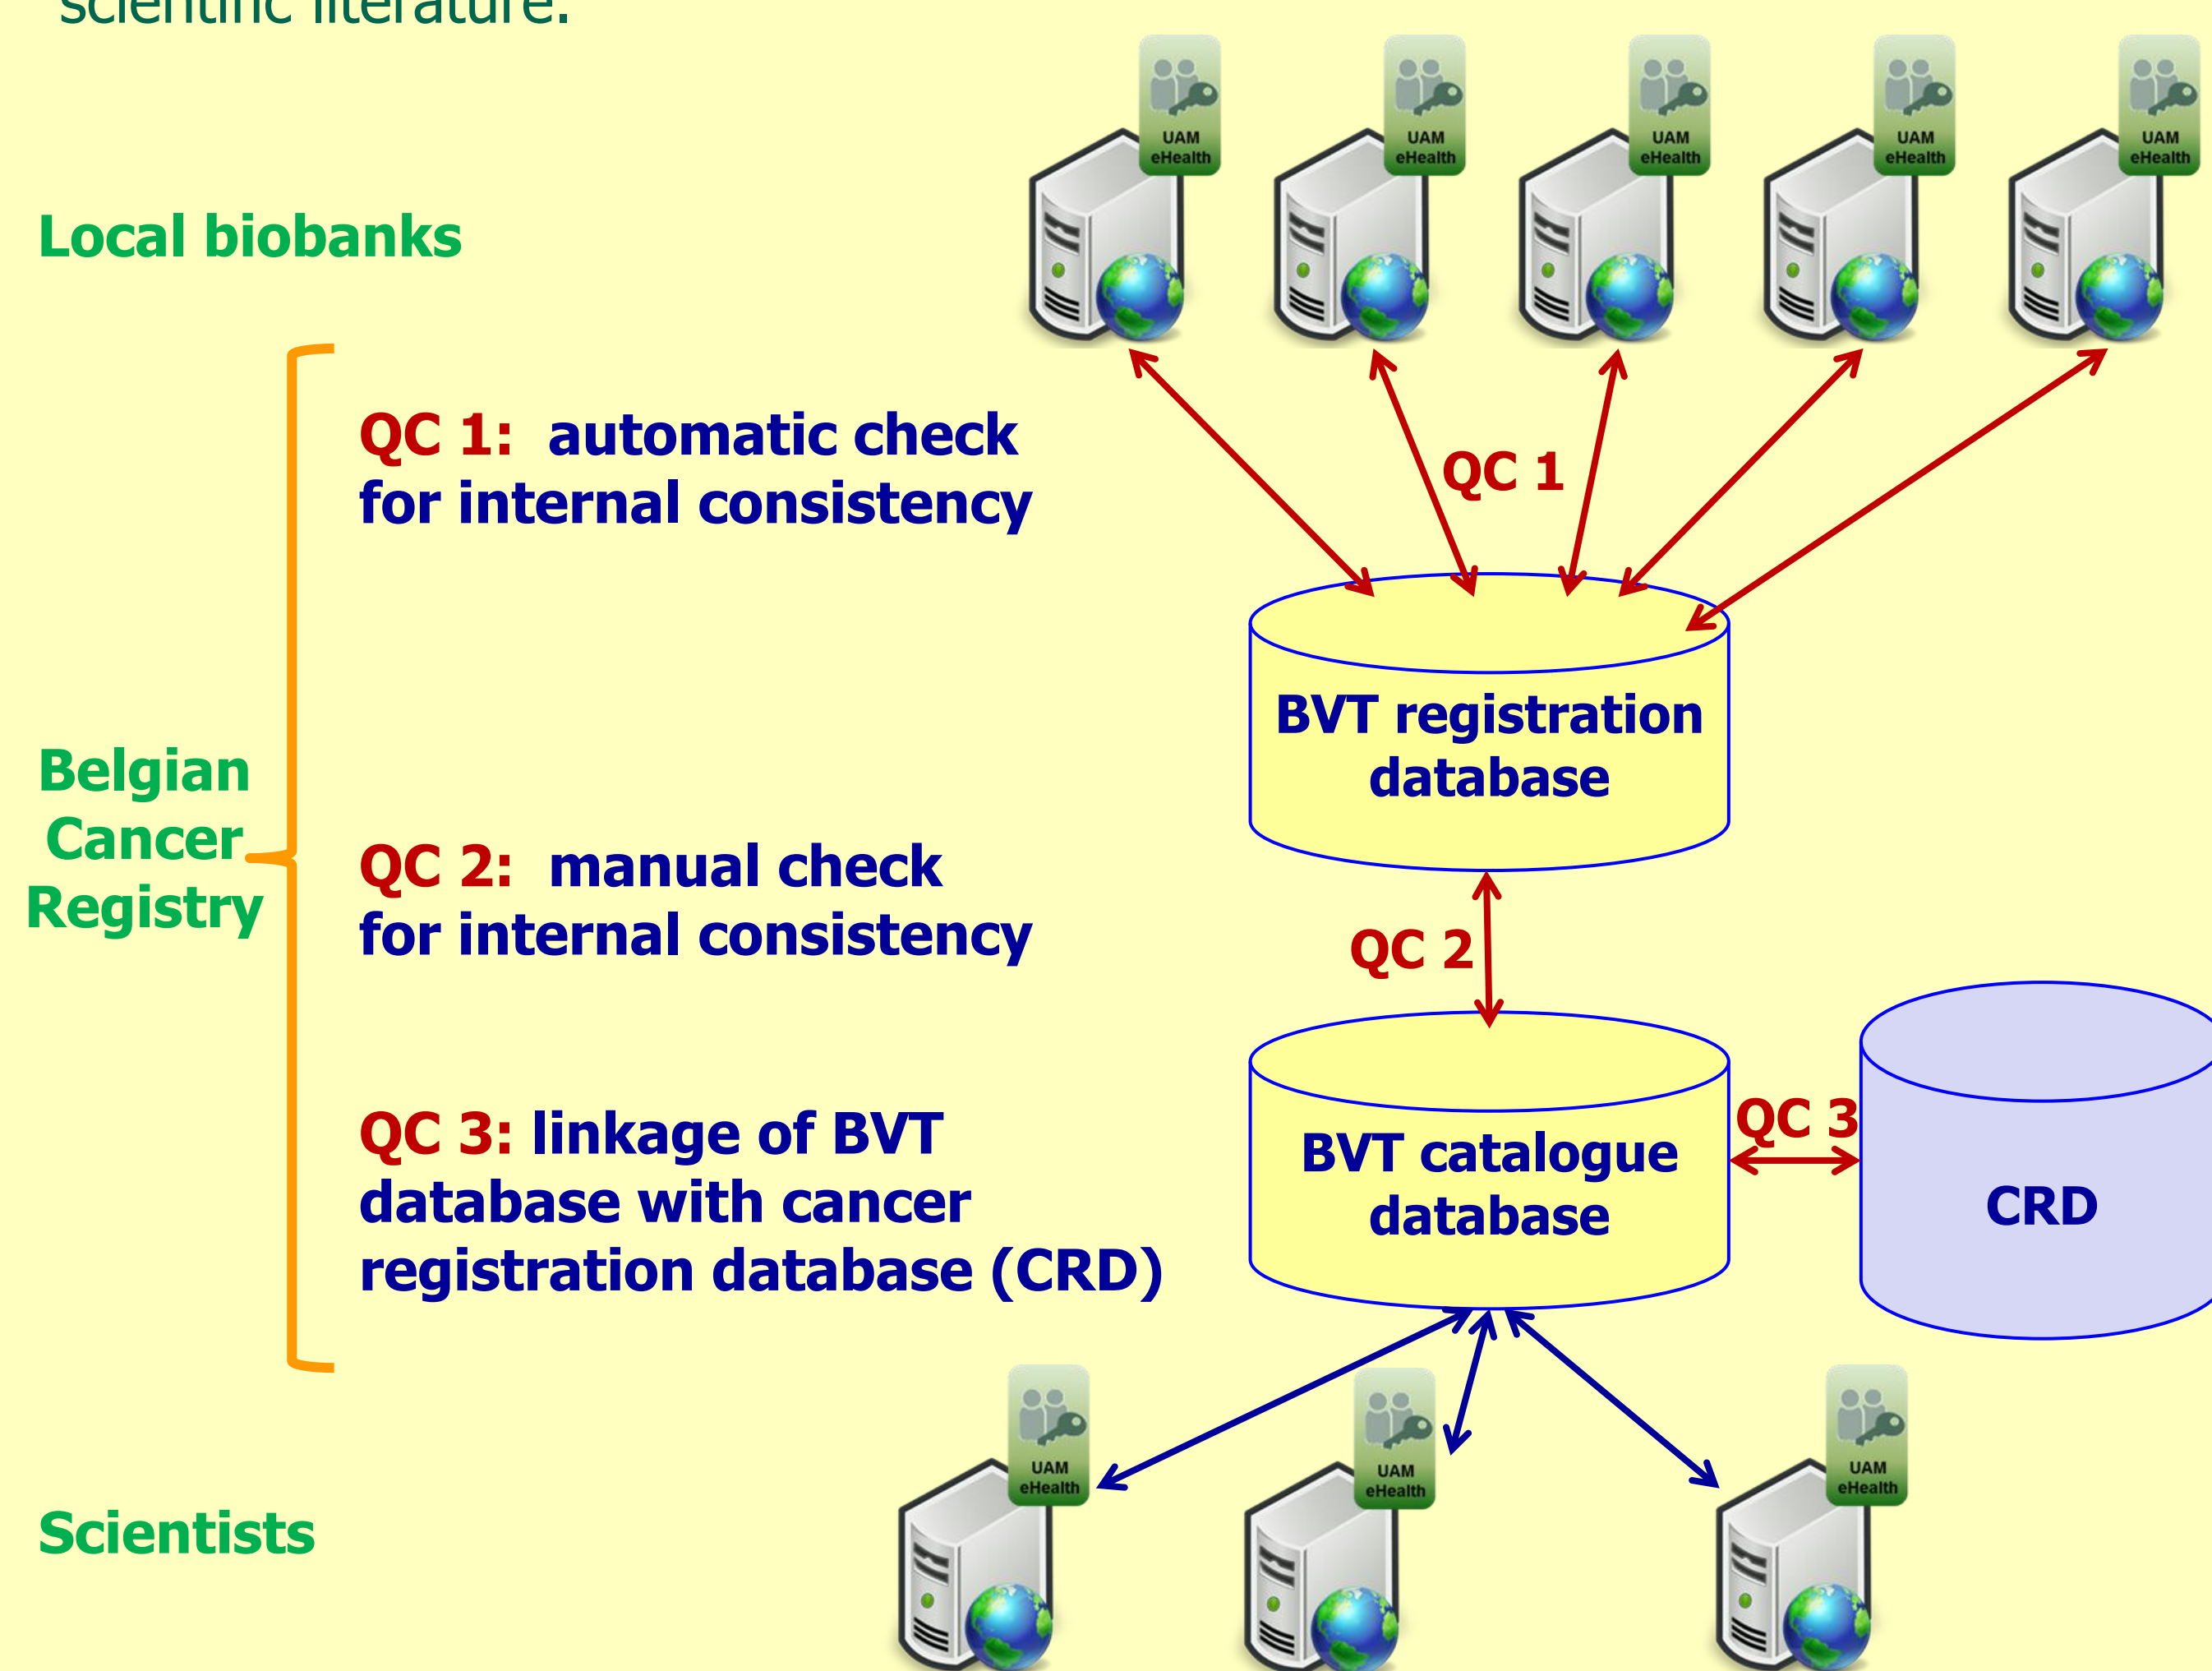 scientific literature.
UAM
eHealth
UAM
eHealth
UAM
eHealth
UAM
eHealth
UAM
eHealth
Local biobanks
QC 1: automatic check
for internal consistency
QC 1
BVT registration
database
Belgian
Cancer
Registry
QC 2: manual check
for internal consistency
QC 2
QC 3: linkage of BVT
database with cancer
registration database (CRD)
BVT catalogue
database
QC 3
CRD
UAM
eHealth
UAM
eHealth
UAM
eHealth
Scientists